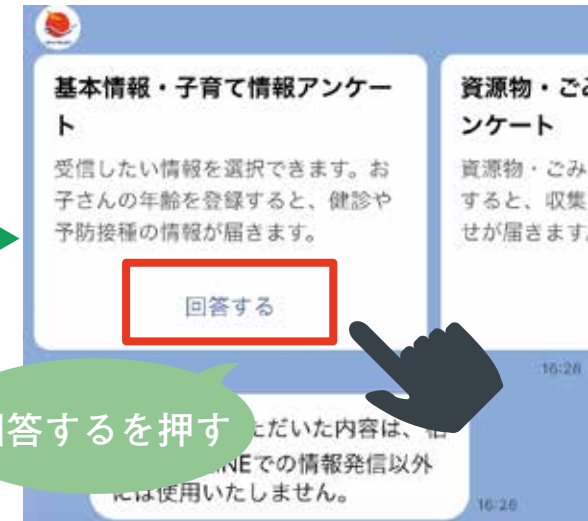 基本情報・子育て情報アンケー
ト
受信したい情報を選択できます。お
子さんの年齢を登録すると、健診や
予防接種の情報が届きます。
回答する
資源物・ご
ンケート
資源物・ごみ
すると、収集
せが届きます
16:26
答するを押す
ただいた内容は、
NEでの情報発信以外
には使用いたしません。
16:26